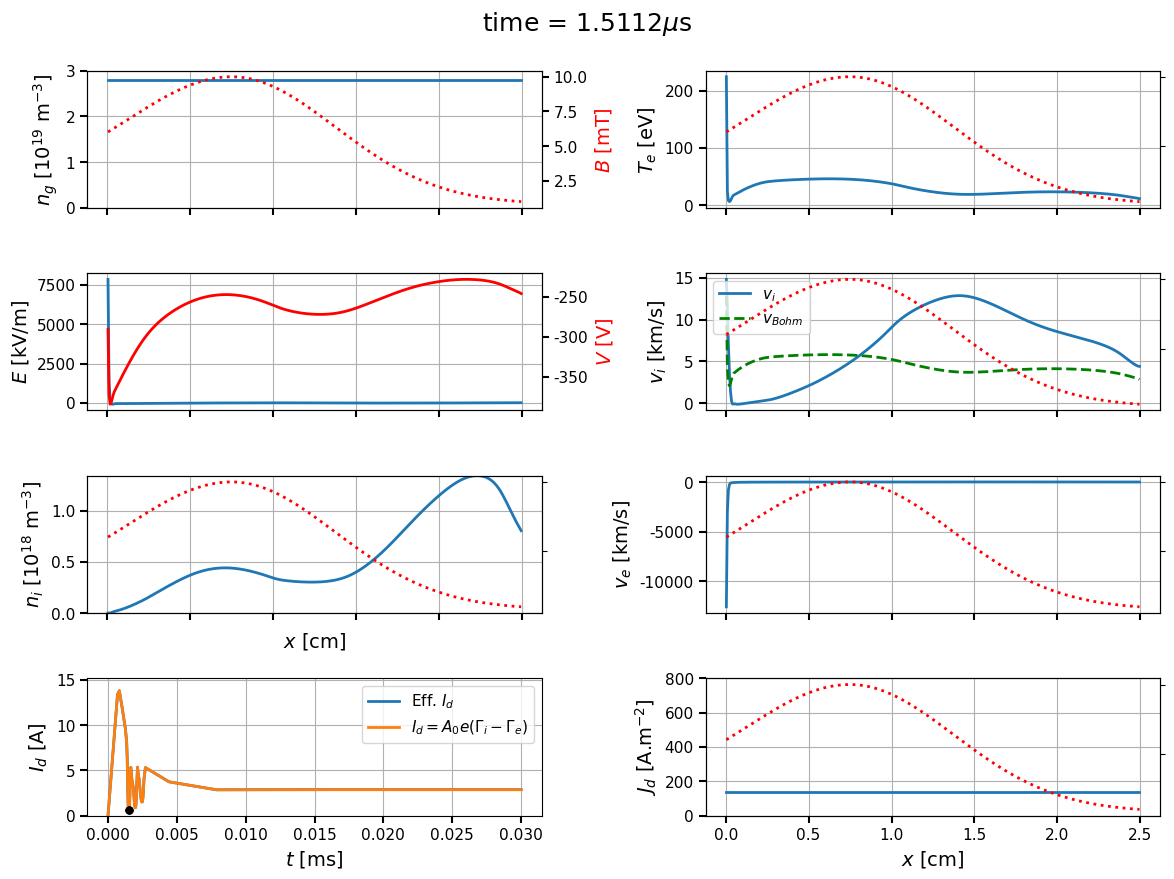 time = 1.5112μs
n_g [10^19 m^−3]
3
2
1
0
10.0
7.5
5.0
2.5
B [mT]
T_e [eV]
200
100
0
E [kV/m]
7500
5000
2500
0
-250
-300
-350
V [V]
v_i [km/s]
15
10
5
0
v_i
v_Bohm
n_i [10^18 m^−3]
1.0
0.5
0.0
x [cm]
v_e [km/s]
0
-5000
-10000
I_d [A]
15
10
5
0
Eff. I_d
I_d = A_0e(Γ_i − Γ_e)
0.000 0.005 0.010 0.015 0.020 0.025 0.030
t [ms]
J_d [A.m^−2]
800
600
400
200
0
0.0 0.5 1.0 1.5 2.0 2.5
x [cm]